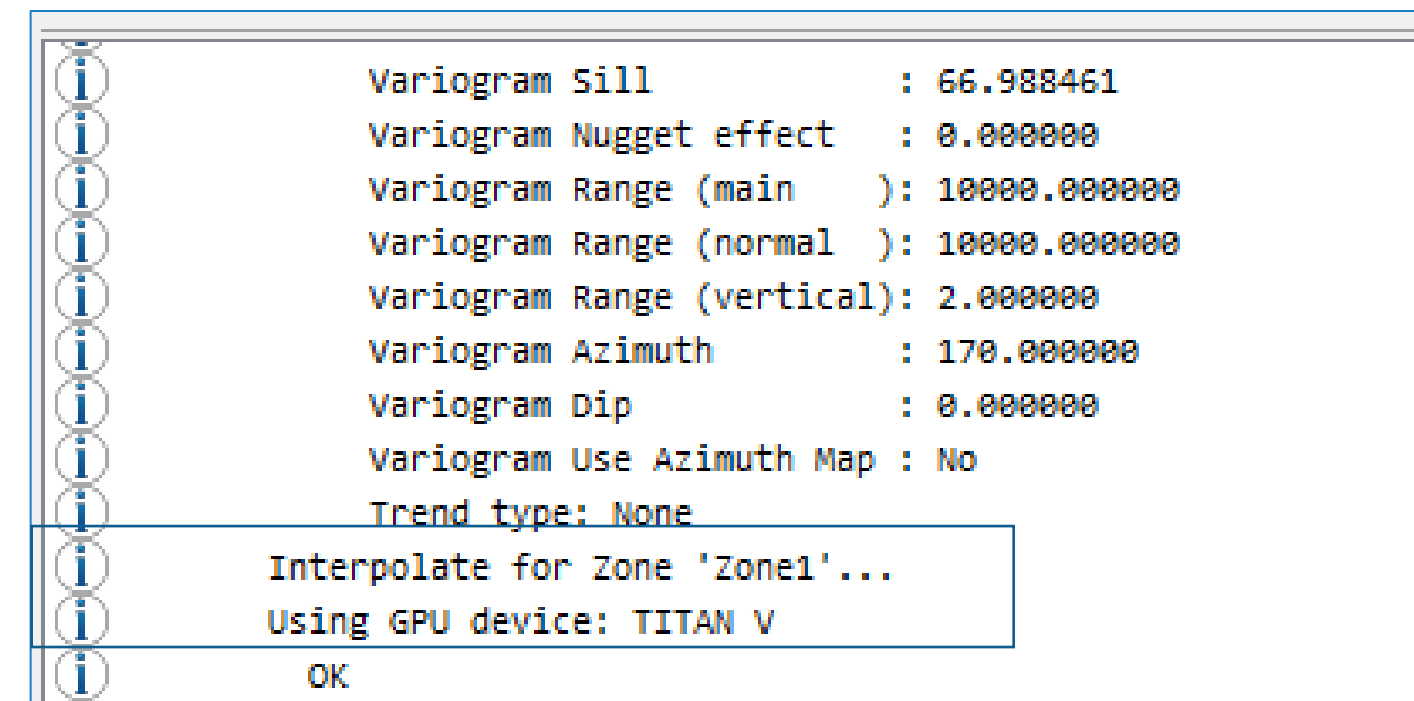 Variogram Sill            : 66.988461
Variogram Nugget effect   : 0.000000
Variogram Range (main    ): 10000.000000
Variogram Range (normal  ): 10000.000000
Variogram Range (vertical): 2.000000
Variogram Azimuth         : 170.000000
Variogram Dip             : 0.000000
Variogram Use Azimuth Map : No
Trend type: None
Interpolate for Zone 'Zone1'...
Using GPU device: TITAN V
OK